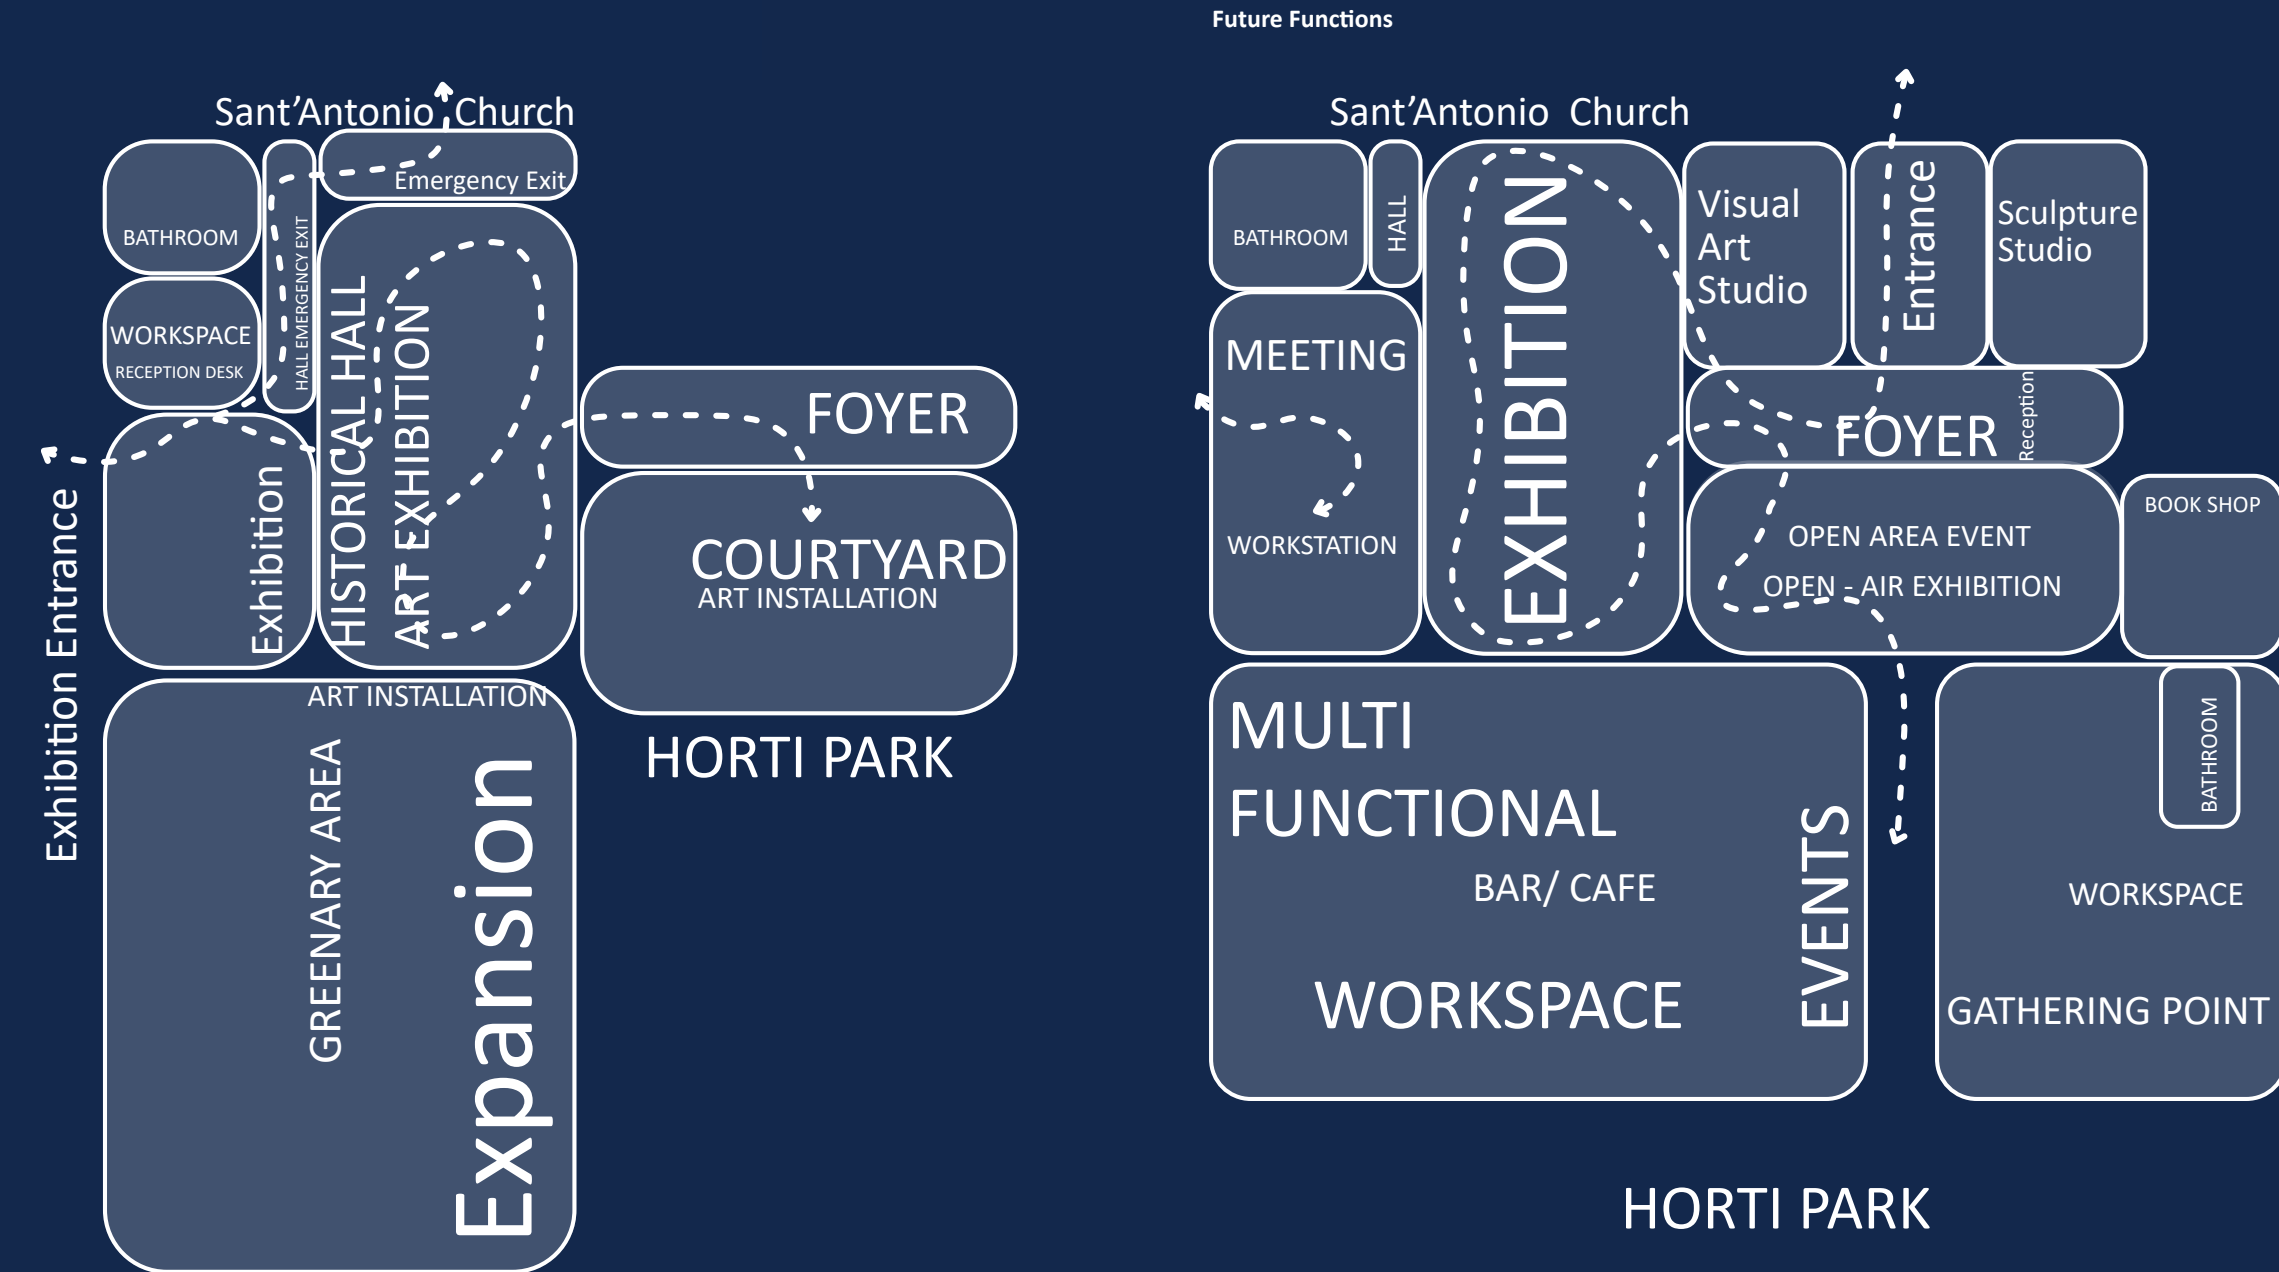 Future Functions
Sant’Antonio Church
Emergency Exit
BATHROOM
HALL EMERGENCY EXIT
WORKSPACE
RECEPTION DESK
HISTORICAL HALL
ART EXHIBITION
FOYER
Exhibition
COURTYARD
ART INSTALLATION
Exhibition Entrance
ART INSTALLATION
HORTI PARK
GREENARY AREA
Expansion
Sant’Antonio Church
BATHROOM
HALL
EXHIBITION
Visual
Art
Studio
Entrance
Sculpture
Studio
MEETING
WORKSTATION
FOYER
Reception
OPEN AREA EVENT
OPEN - AIR EXHIBITION
BOOK SHOP
MULTI
FUNCTIONAL
BAR/ CAFE
WORKSPACE
EVENTS
BATHROOM
WORKSPACE
GATHERING POINT
HORTI PARK